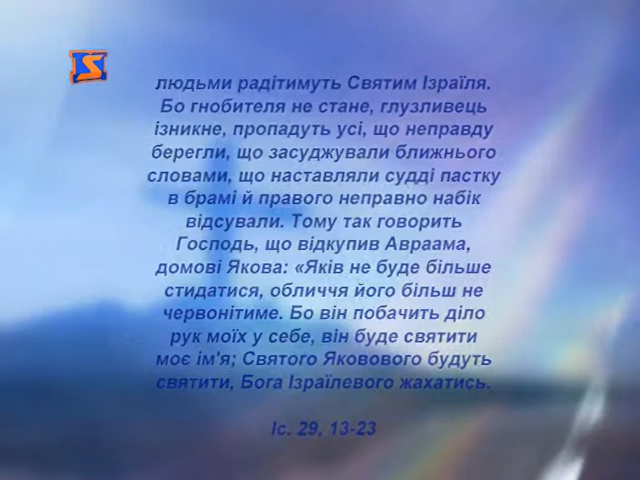 S
людьми радітимуть Святим Ізраїля.
Бо гнобителя не стане, глузливець
ізникне, пропадуть усі, що неправду
берегли, що засуджували ближнього
словами, що наставляли судді пастку
в брамі й правого неправно набік
відсували. Тому так говорить
Господь, що відкупив Авраама,
домові Якова: «Яків не буде більше
стидатися, обличчя його більш не
червонітиме. Бо він побачить діло
рук моїх у себе, він буде святити
моє ім'я; Святого Яковового будуть
святити, Бога Ізраїлевого жахатись.
Іс. 29, 13-23